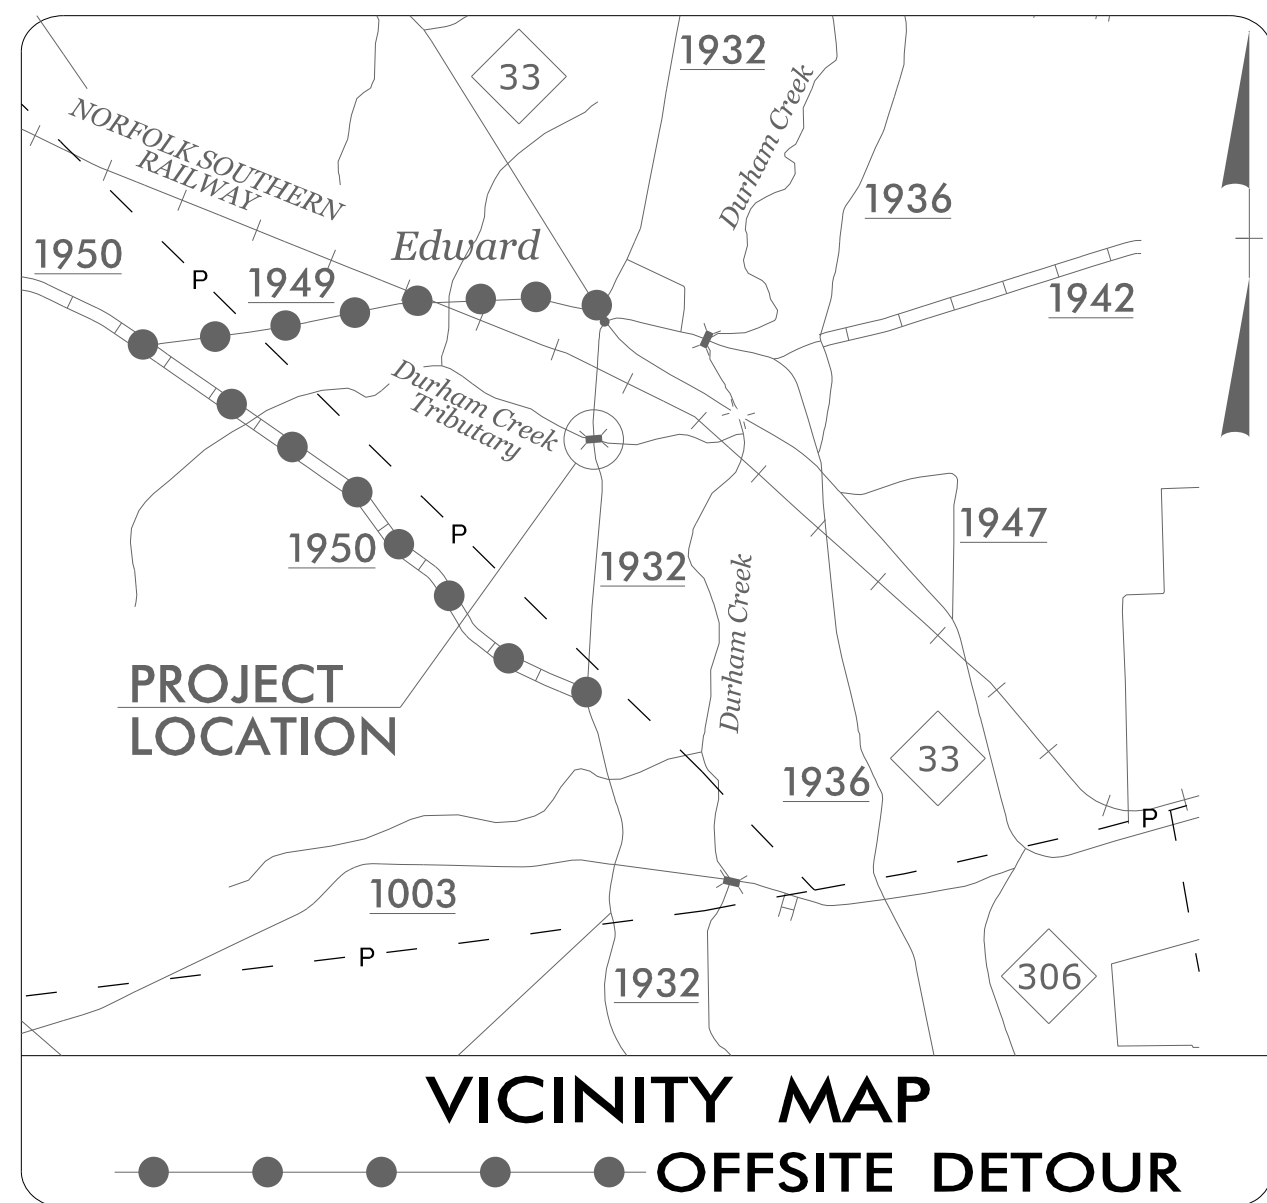 1932
33
Durham Creek
NORFOLK SOUTHERN
RAILWAY
1936
1950
Edward
P
1949
1942
Durham Creek
Tributary
1947
P
1950
1932
Durham Creek
PROJECT
LOCATION
33
1936
P
1003
P
1932
306
VICINITY MAP
OFFSITE DETOUR